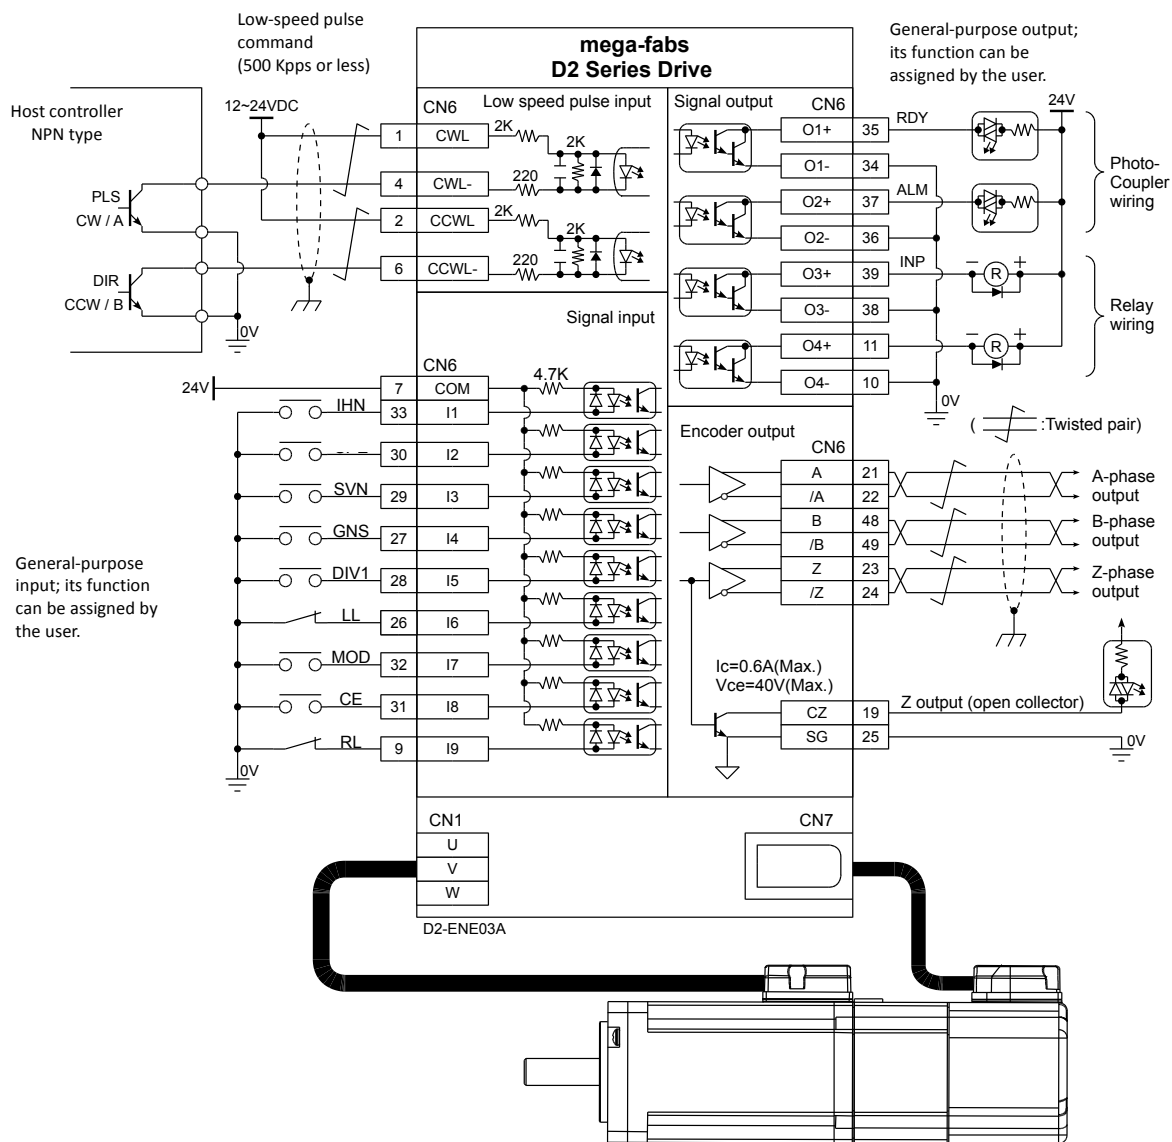 Low-speed pulse
command
(500 Kpps or less)
General-purpose output;
its function can be
assigned by the user.
mega-fabs
D2 Series Drive
Host controller
NPN type
12~24VDC
PLS
CW / A
DIR
CCW / B
0V
CN6
Low speed pulse input
1 CWL 2K
2K
4 CWL- 220
2 CCWL 2K
2K
6 CCWL- 220
Signal output
CN6
24V
O1+ 35 RDY
O1- 34
O2+ 37 ALM
O2- 36
O3+ 39 INP
O3- 38
O4+ 11
O4- 10
Photo-
Coupler
wiring
− R +
− R +
Relay
wiring
0V
Signal input
CN6
24V 7 COM 4.7K
IHN 33 I1
30 I2
SVN 29 I3
GNS 27 I4
DIV1 28 I5
LL 26 I6
MOD 32 I7
CE 31 I8
RL 9 I9
0V
General-purpose
input; its function
can be assigned by
the user.
( :Twisted pair)
Encoder output
CN6
A 21
/A 22
B 48
/B 49
Z 23
/Z 24
A-phase
output
B-phase
output
Z-phase
output
Ic=0.6A(Max.)
Vce=40V(Max.)
CZ 19 Z output (open collector)
SG 25
0V
CN1
U
V
W
CN7
D2-ENE03A